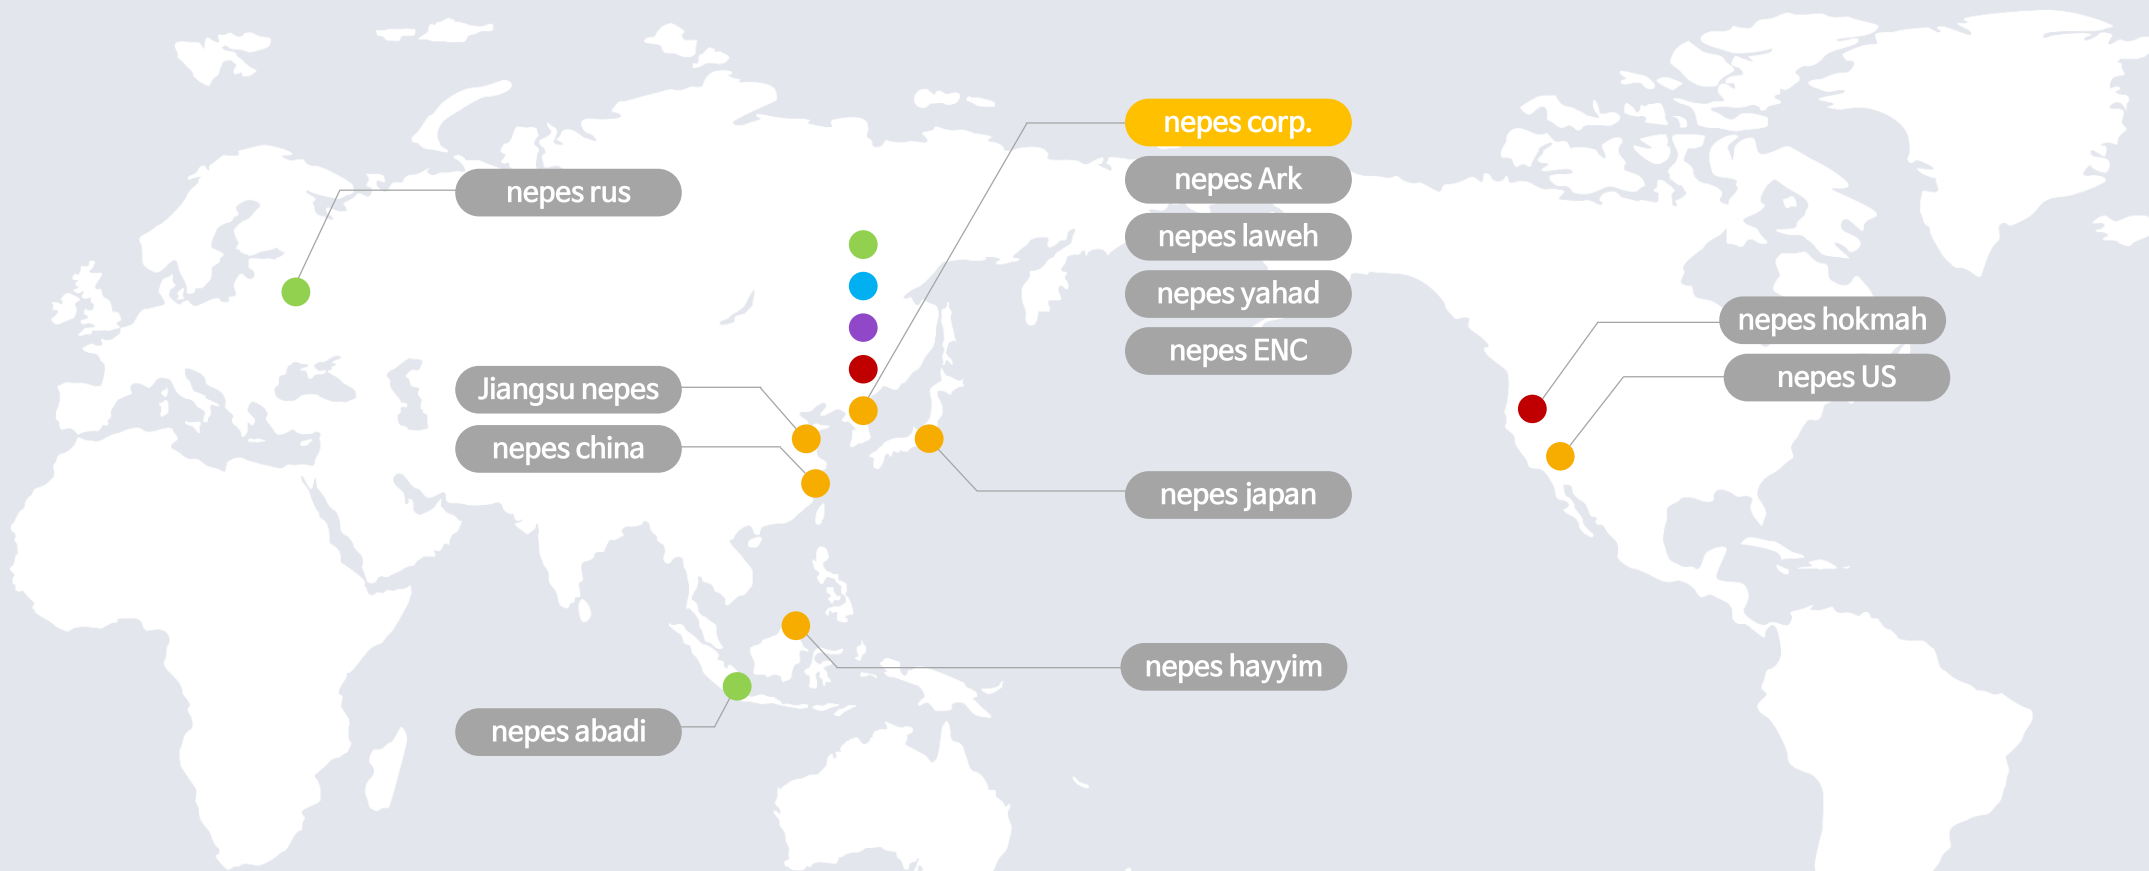 nepes corp.
nepes Ark
nepes rus
nepes laweh
nepes yahad
nepes hokmah
nepes ENC
nepes US
Jiangsu nepes
nepes china
nepes japan
nepes hayyim
nepes abadi